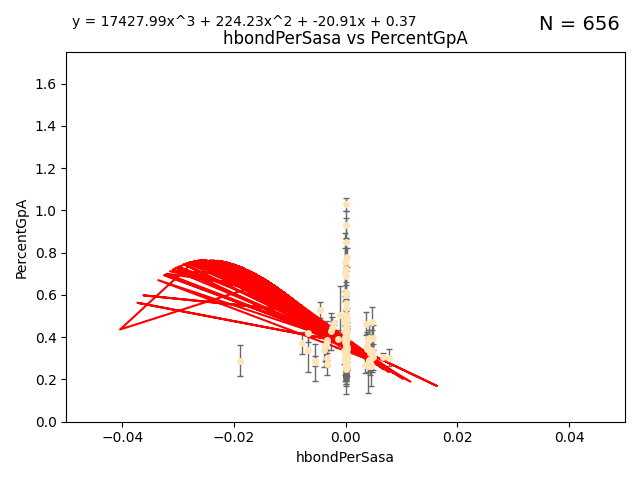 y = 17427.99x^3 + 224.23x^2 + -20.91x + 0.37
N = 656
hbondPerSasa vs PercentGpA
PercentGpA
1.6
1.4
1.2
1.0
0.8
0.6
0.4
0.2
0.0
−0.04
−0.02
0.00
0.02
0.04
hbondPerSasa